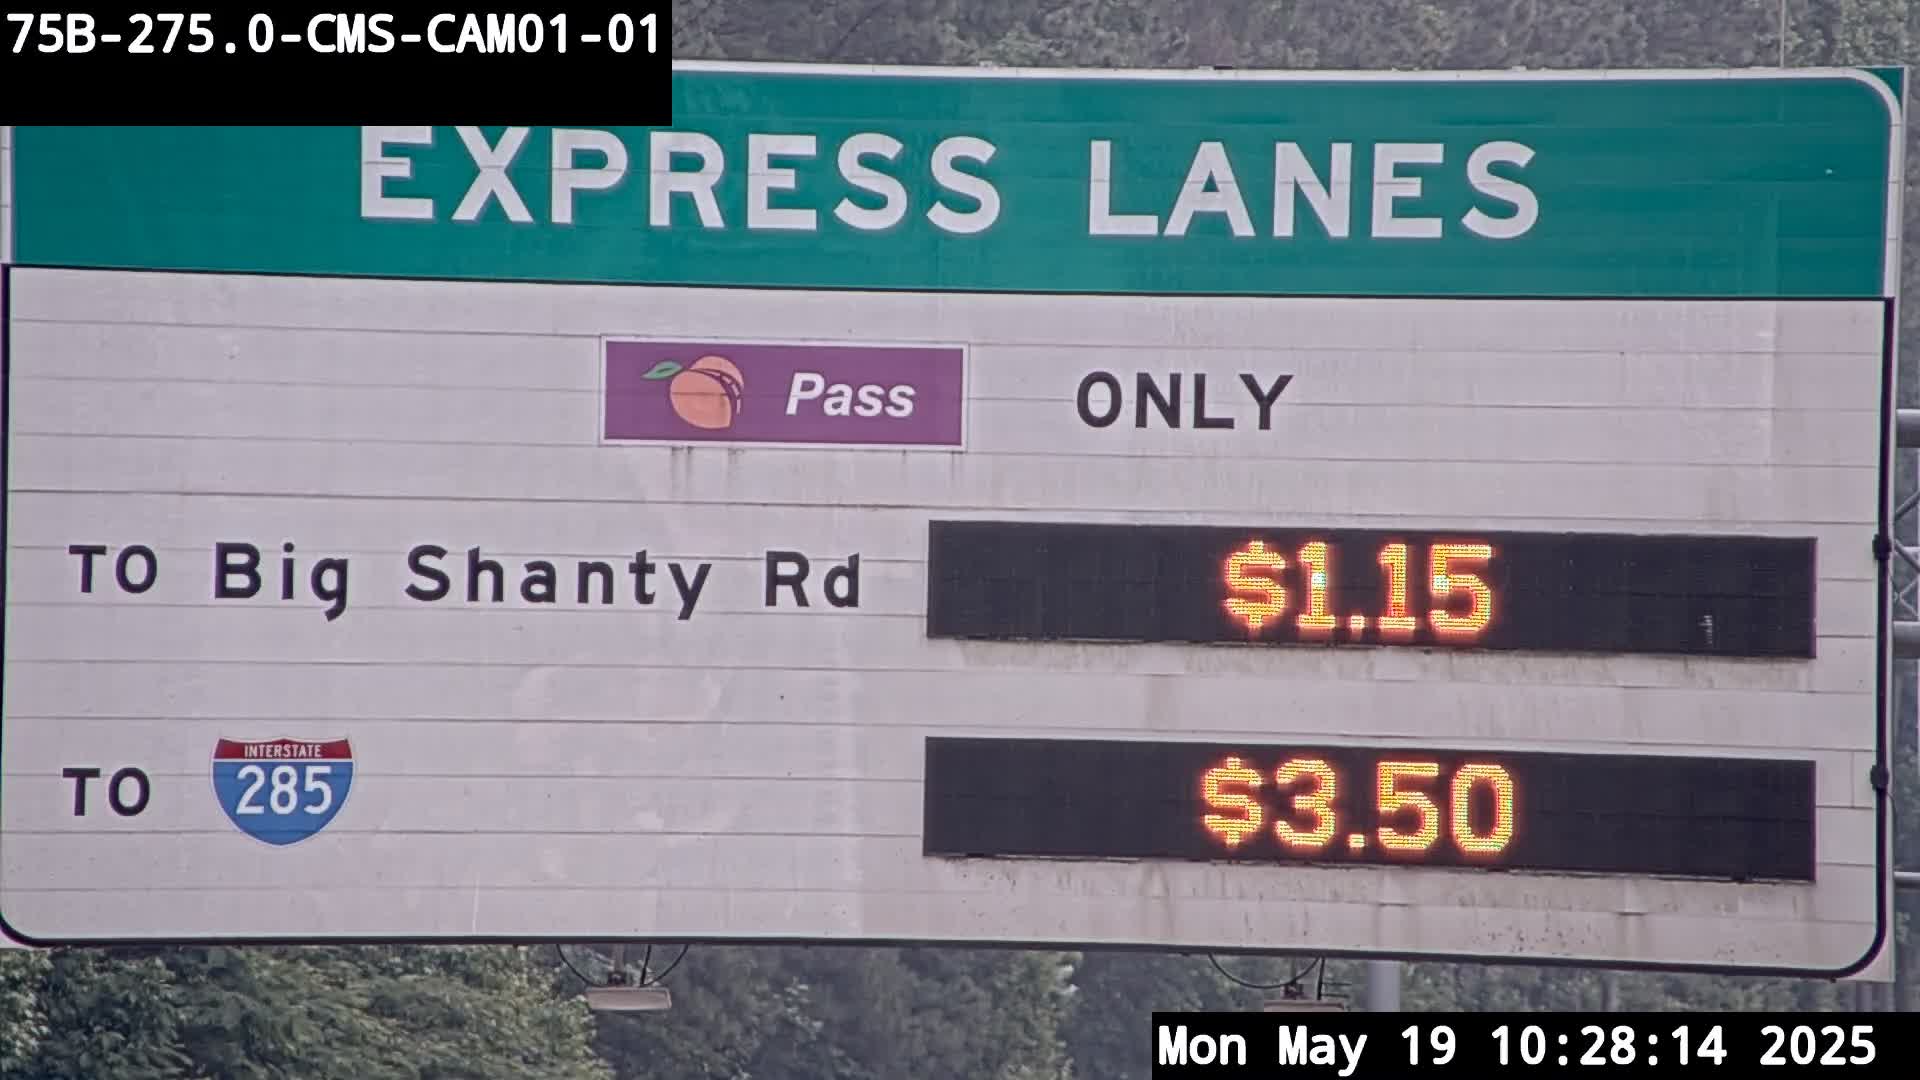 75B-275.0-CMS-CAM01-01
EXPRESS LANES
Pass ONLY
TO Big Shanty Rd $1.15
INTERSTATE
TO 285 $3.50
Mon May 19 10:28:14 2025